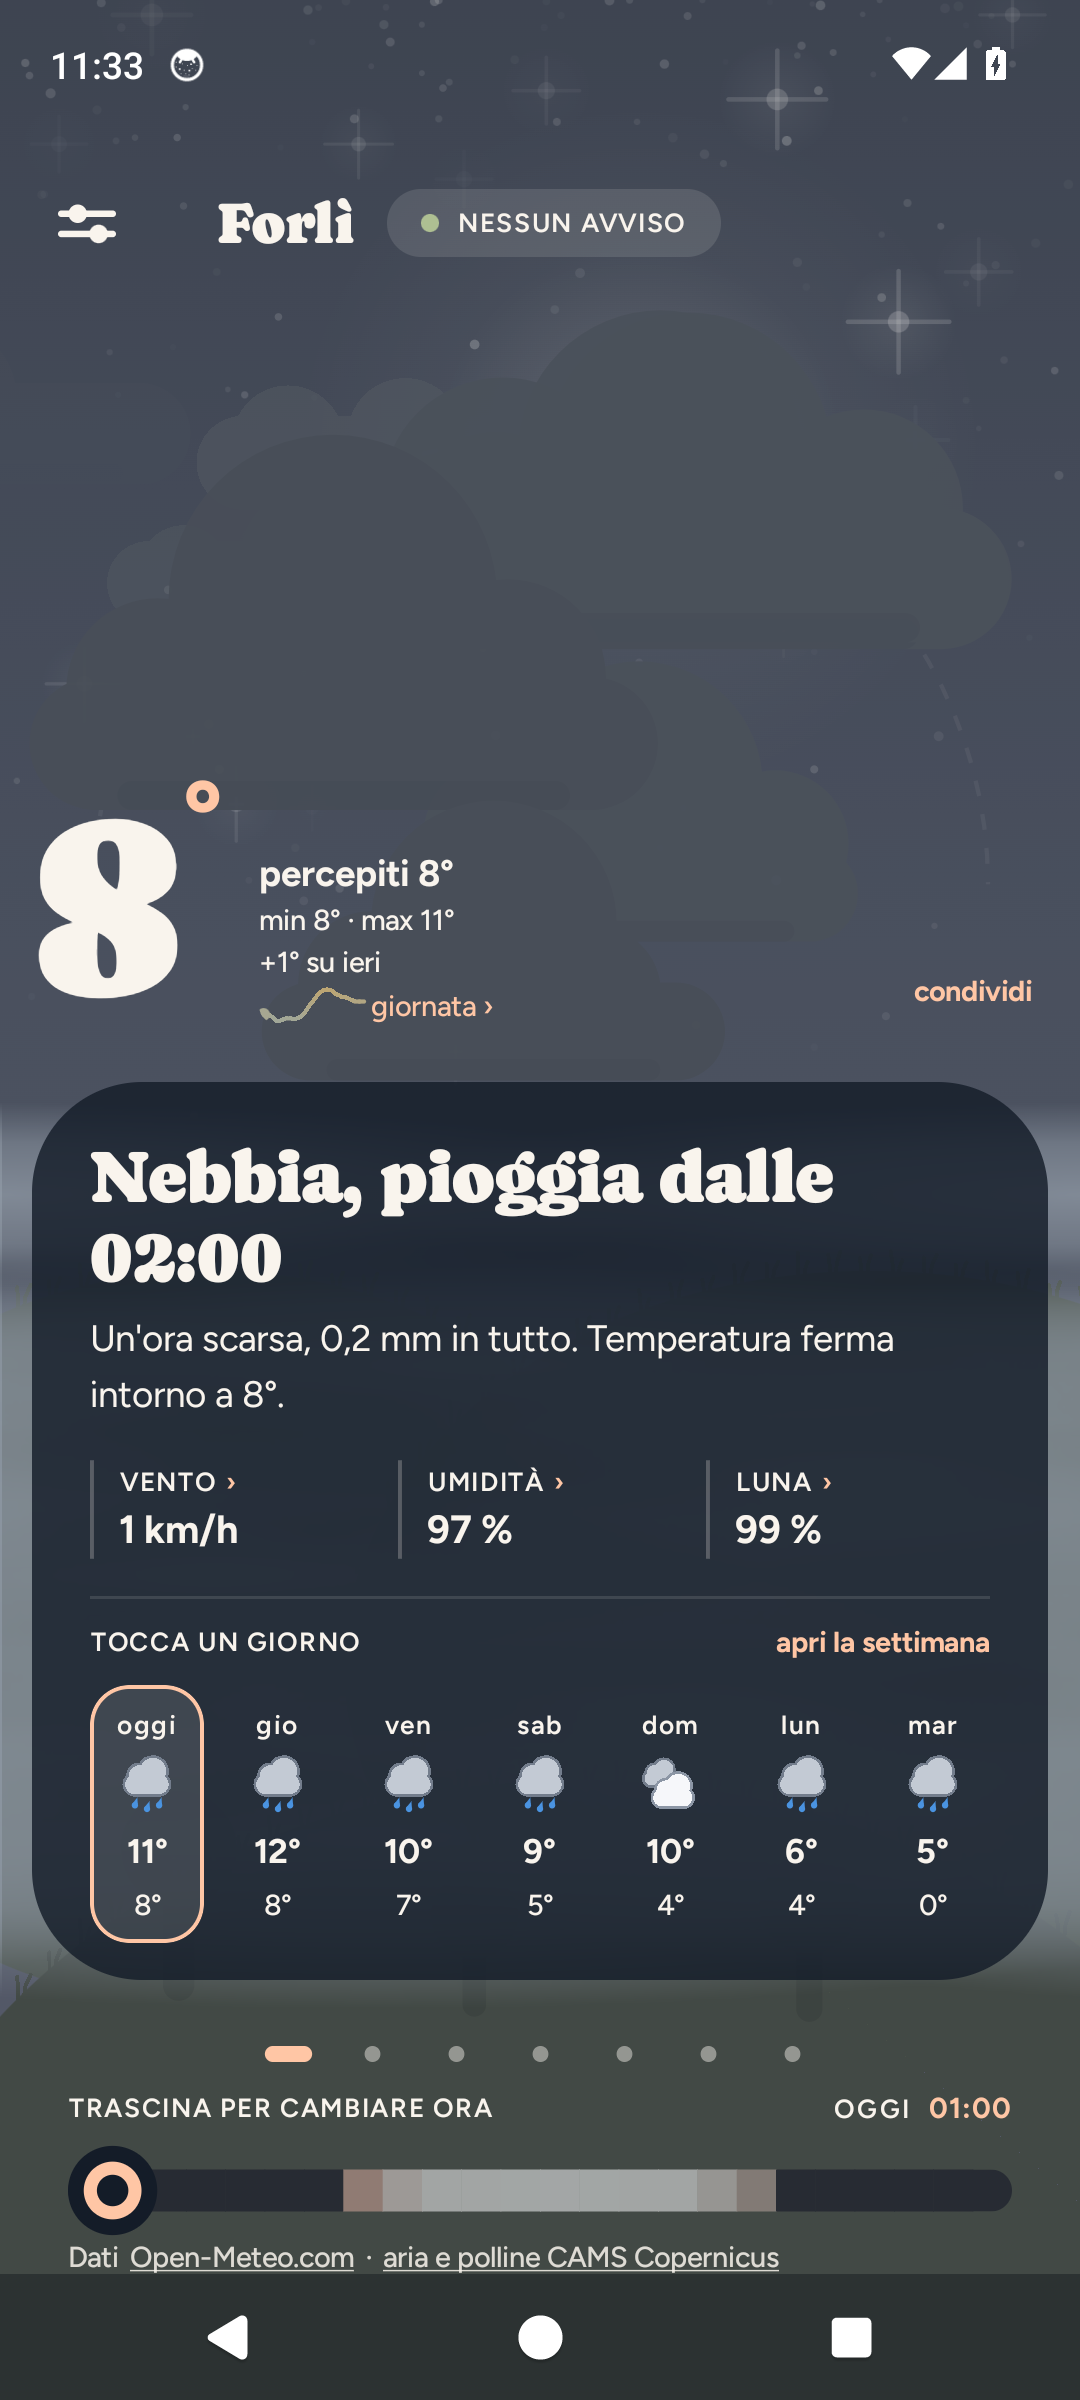 11:33
Forlì
NESSUN AVVISO
8°
percepiti 8°
min 8° · max 11°
+1° su ieri
giornata ›
condividi
Nebbia, pioggia dalle
02:00
Un'ora scarsa, 0,2 mm in tutto. Temperatura ferma
intorno a 8°.
VENTO › UMIDITÀ › LUNA ›
1 km/h 97 % 99 %
TOCCA UN GIORNO apri la settimana
oggi gio ven sab dom lun mar
11° 12° 10° 9° 10° 6° 5°
8° 8° 7° 5° 4° 4° 0°
TRASCINA PER CAMBIARE ORA OGGI 01:00
Dati Open-Meteo.com · aria e polline CAMS Copernicus